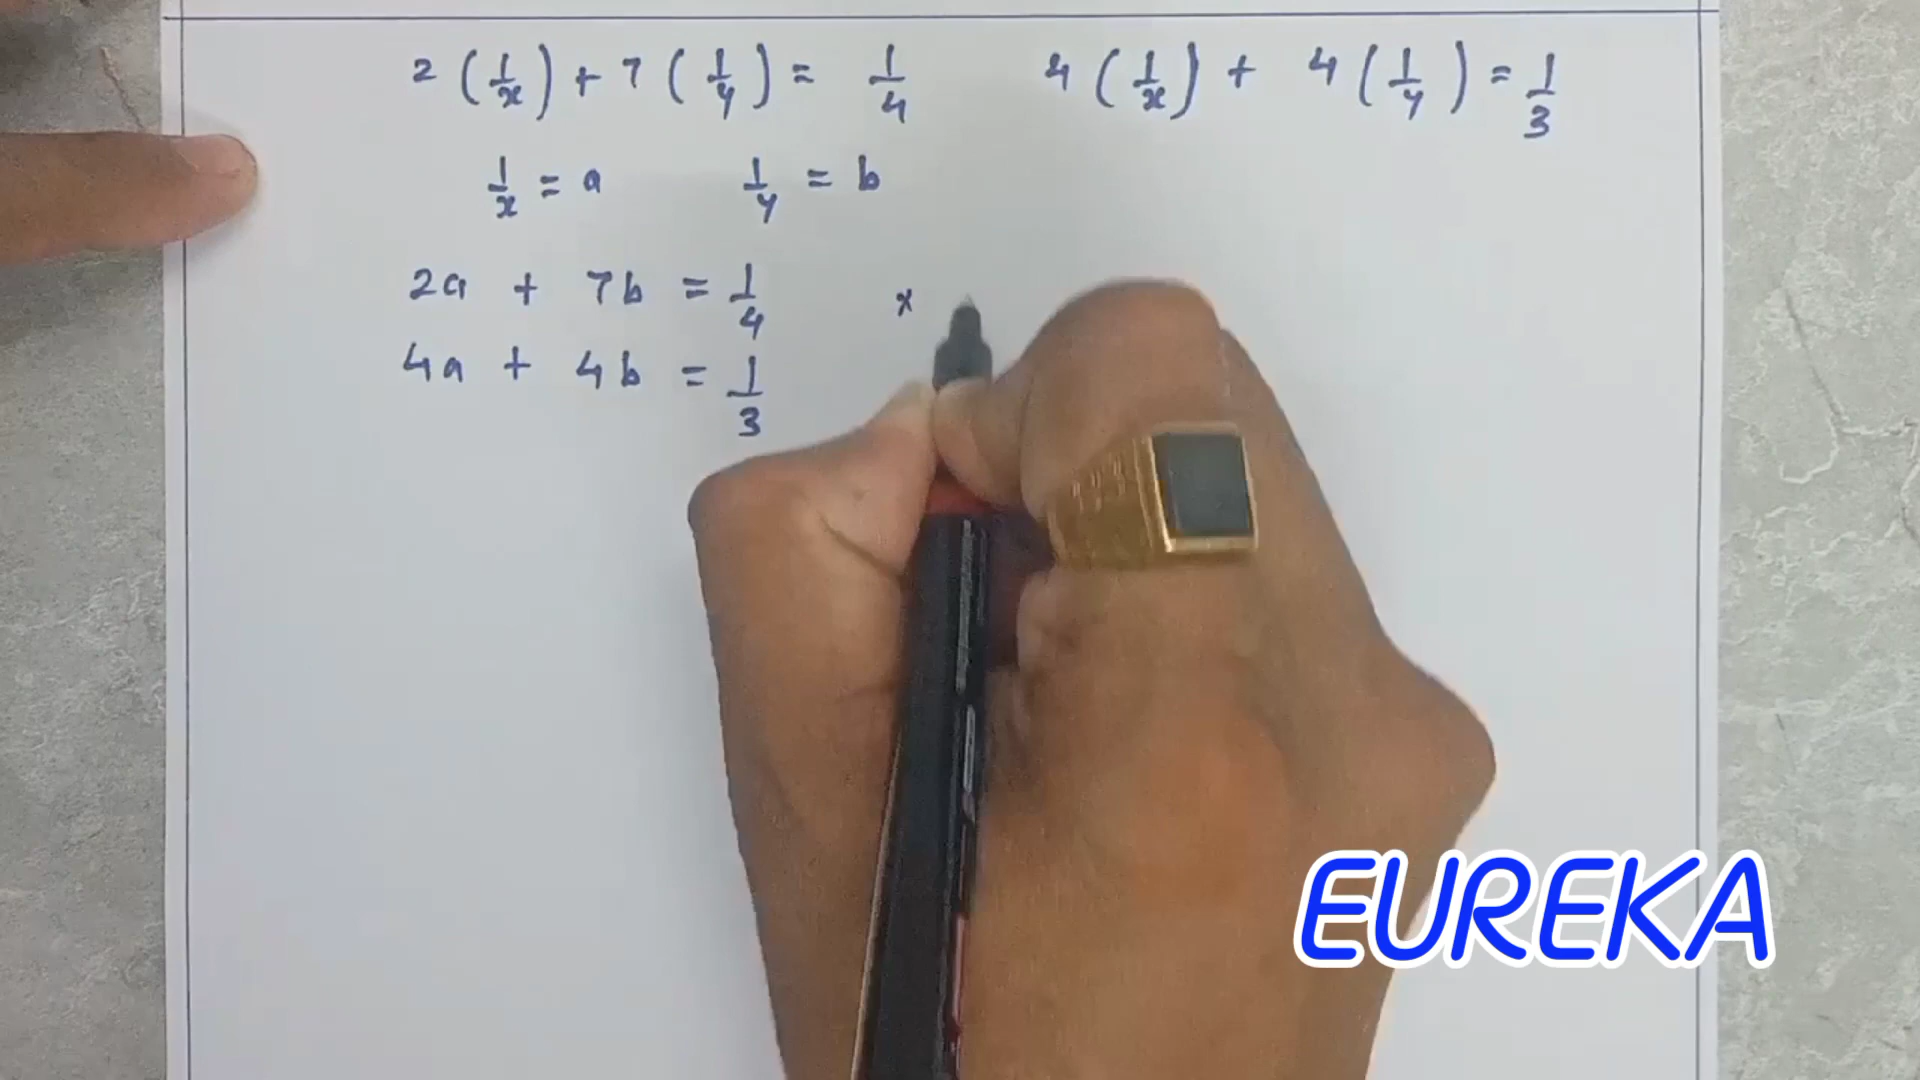 2 (1/x) + 7 (1/y) = 1/4    4 (1/x) + 4 (1/y) = 1/3
1/x = a    1/y = b
2a + 7b = 1/4    x
4a + 4b = 1/3
EUREKA